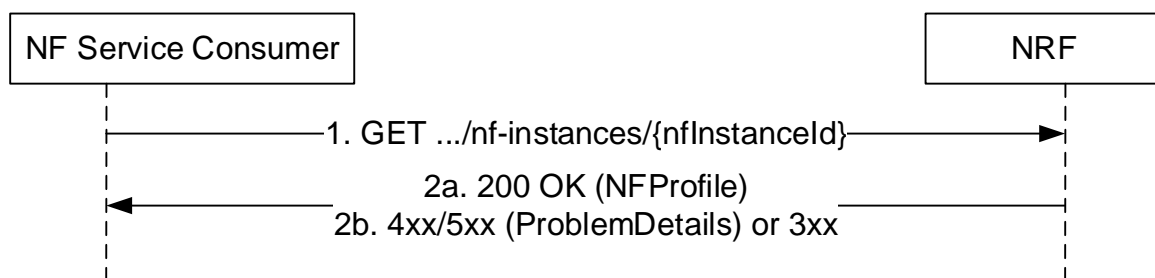 NF Service Consumer
NRF
1. GET .../nf-instances/{nfInstanceId}
2a. 200 OK (NFProfile)
2b. 4xx/5xx (ProblemDetails) or 3xx